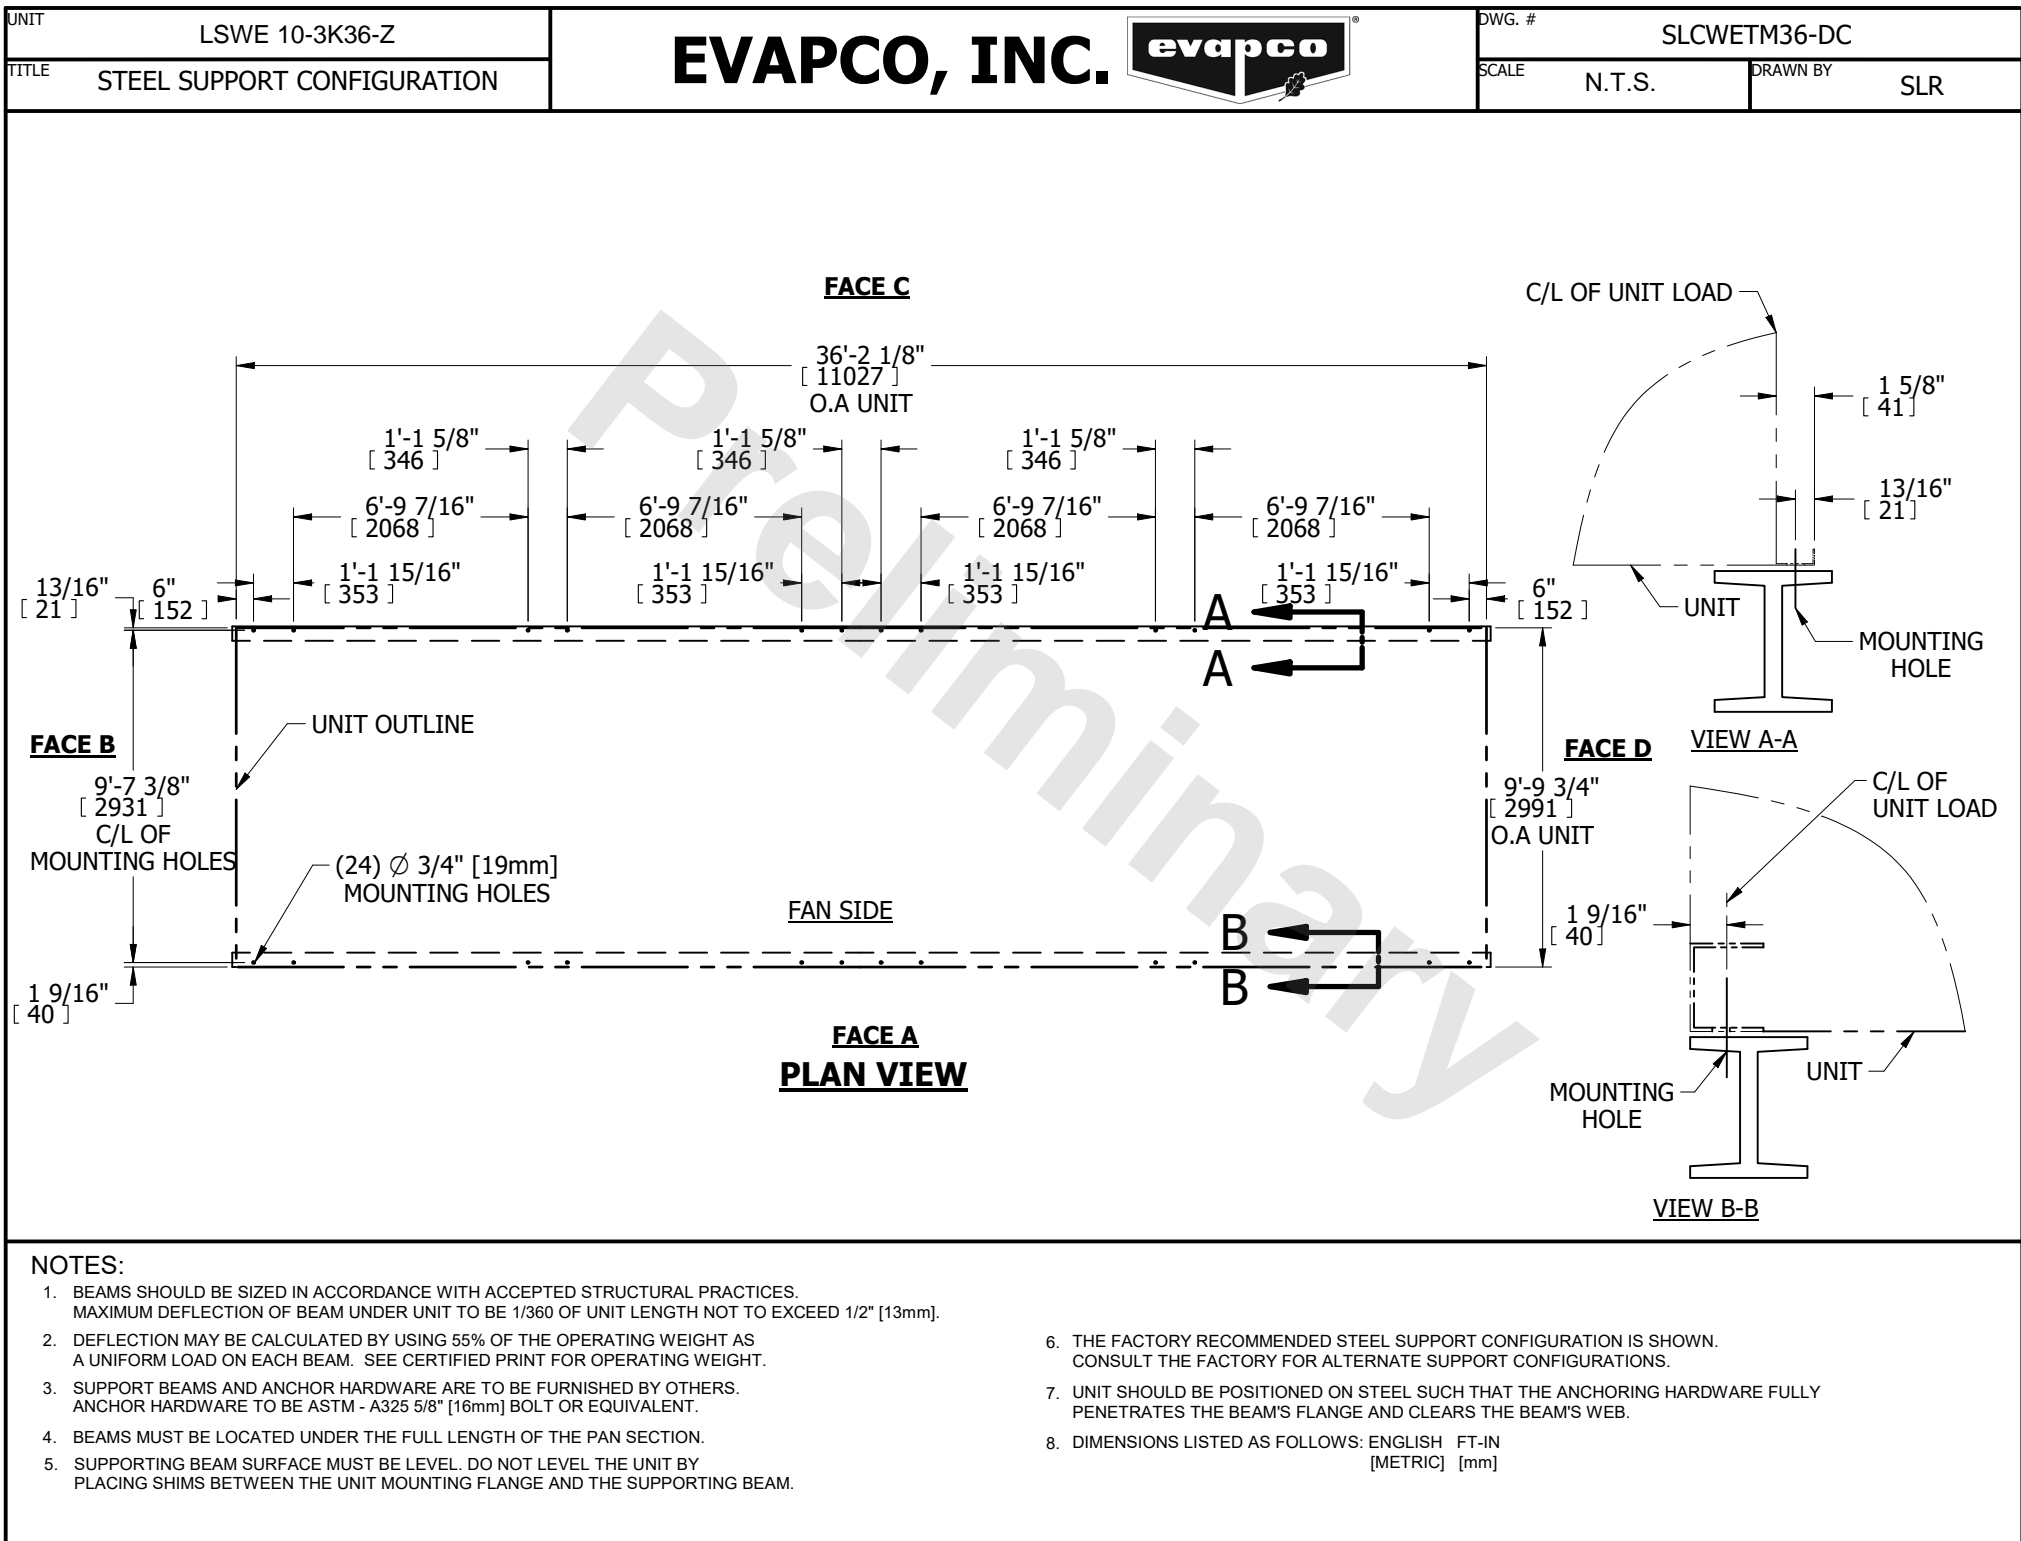 UNIT
LSWE 10-3K36-Z
TITLE
STEEL SUPPORT CONFIGURATION
EVAPCO, INC.
evapco
®
DWG. #
SLCWETM36-DC
SCALE
N.T.S.
DRAWN BY
SLR
Preliminary
FACE C
36'-2 1/8"
[ 11027 ]
O.A UNIT
1'-1 5/8"
[ 346 ]
1'-1 5/8"
[ 346 ]
1'-1 5/8"
[ 346 ]
6'-9 7/16"
[ 2068 ]
6'-9 7/16"
[ 2068 ]
6'-9 7/16"
[ 2068 ]
6'-9 7/16"
[ 2068 ]
13/16"
[ 21 ]
6"
[ 152 ]
1'-1 15/16"
[ 353 ]
1'-1 15/16"
[ 353 ]
1'-1 15/16"
[ 353 ]
1'-1 15/16"
[ 353 ]
6"
[ 152 ]
A
A
UNIT OUTLINE
FACE B
9'-7 3/8"
[ 2931 ]
C/L OF
MOUNTING HOLES
(24) Ø 3/4" [19mm]
MOUNTING HOLES
FAN SIDE
B
B
FACE D
9'-9 3/4"
[ 2991 ]
O.A UNIT
1 9/16"
[ 40 ]
FACE A
PLAN VIEW
C/L OF UNIT LOAD
1 5/8"
[ 41 ]
13/16"
[ 21 ]
UNIT
MOUNTING
HOLE
VIEW A-A
C/L OF
UNIT LOAD
1 9/16"
[ 40 ]
UNIT
MOUNTING
HOLE
VIEW B-B
NOTES:
1. BEAMS SHOULD BE SIZED IN ACCORDANCE WITH ACCEPTED STRUCTURAL PRACTICES.
MAXIMUM DEFLECTION OF BEAM UNDER UNIT TO BE 1/360 OF UNIT LENGTH NOT TO EXCEED 1/2" [13mm].
2. DEFLECTION MAY BE CALCULATED BY USING 55% OF THE OPERATING WEIGHT AS
A UNIFORM LOAD ON EACH BEAM. SEE CERTIFIED PRINT FOR OPERATING WEIGHT.
3. SUPPORT BEAMS AND ANCHOR HARDWARE ARE TO BE FURNISHED BY OTHERS.
ANCHOR HARDWARE TO BE ASTM - A325 5/8" [16mm] BOLT OR EQUIVALENT.
4. BEAMS MUST BE LOCATED UNDER THE FULL LENGTH OF THE PAN SECTION.
5. SUPPORTING BEAM SURFACE MUST BE LEVEL. DO NOT LEVEL THE UNIT BY
PLACING SHIMS BETWEEN THE UNIT MOUNTING FLANGE AND THE SUPPORTING BEAM.
6. THE FACTORY RECOMMENDED STEEL SUPPORT CONFIGURATION IS SHOWN.
CONSULT THE FACTORY FOR ALTERNATE SUPPORT CONFIGURATIONS.
7. UNIT SHOULD BE POSITIONED ON STEEL SUCH THAT THE ANCHORING HARDWARE FULLY
PENETRATES THE BEAM'S FLANGE AND CLEARS THE BEAM'S WEB.
8. DIMENSIONS LISTED AS FOLLOWS: ENGLISH FT-IN
[METRIC] [mm]